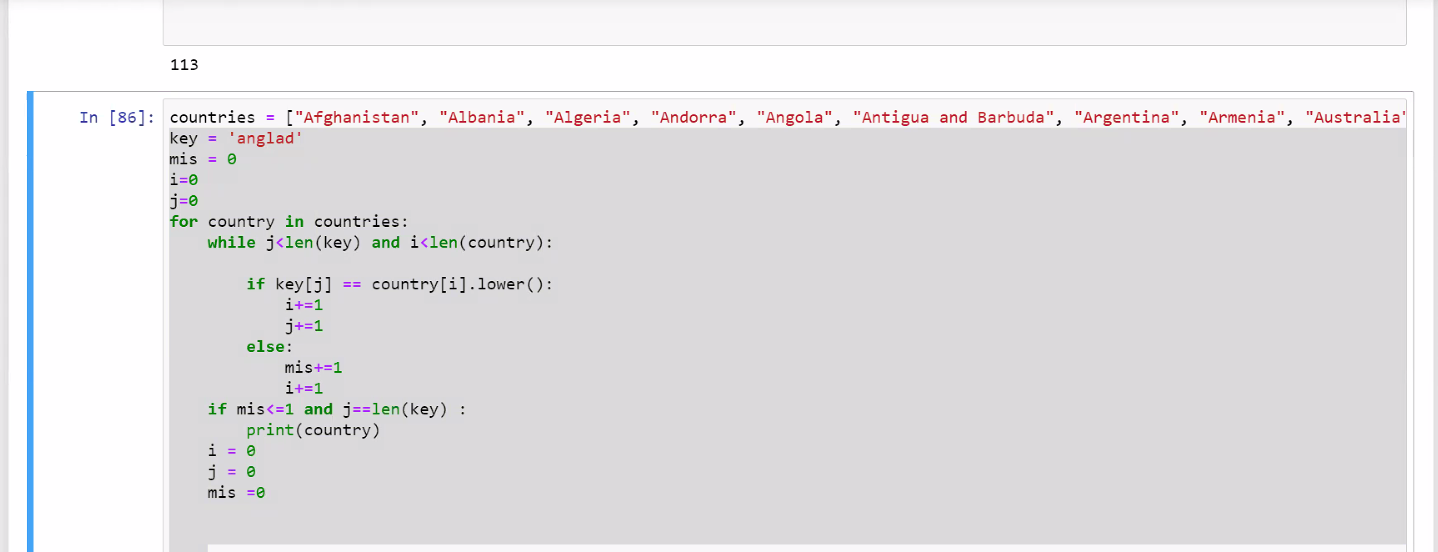 113
In [86]: countries = ["Afghanistan", "Albania", "Algeria", "Andorra", "Angola", "Antigua and Barbuda", "Argentina", "Armenia", "Australia"
key = 'anglad'
mis = 0
i=0
j=0
for country in countries:
    while j<len(key) and i<len(country):
        if key[j] == country[i].lower():
            i+=1
            j+=1
        else:
            mis+=1
            i+=1
    if mis<=1 and j==len(key) :
        print(country)
    i = 0
    j = 0
    mis =0